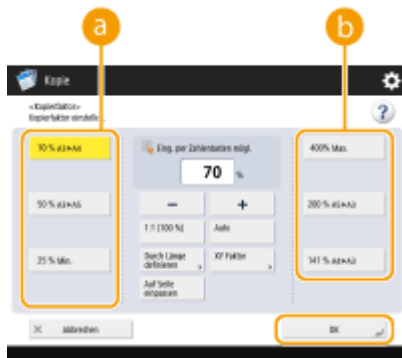 a
b
Kopie
<Kopierfaktor>
Kopierfaktor einstelle...
?
70 % A3▸A4
Eing. per Zahlentasten mögl.
400% Max.
70 %
50 % A3▸A5
−
+
200 % A5▸A3
1:1 (100 %)
Auto
25 % Min.
Durch Länge definieren
XY Faktor
141 % A4▸A3
Auf Seite einpassen
× Abbrechen
OK